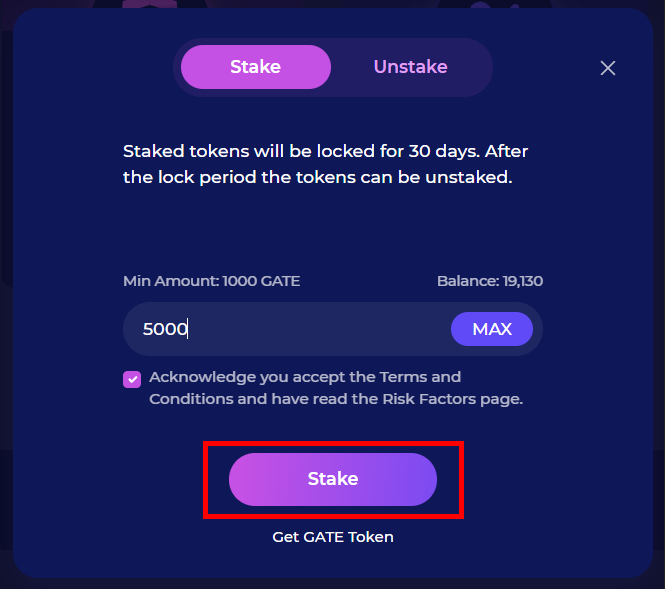 Stake
Unstake
Staked tokens will be locked for 30 days. After
the lock period the tokens can be unstaked.
Min Amount: 1000 GATE
Balance: 19,130
5000
MAX
Acknowledge you accept the Terms and
Conditions and have read the Risk Factors page.
Stake
Get GATE Token